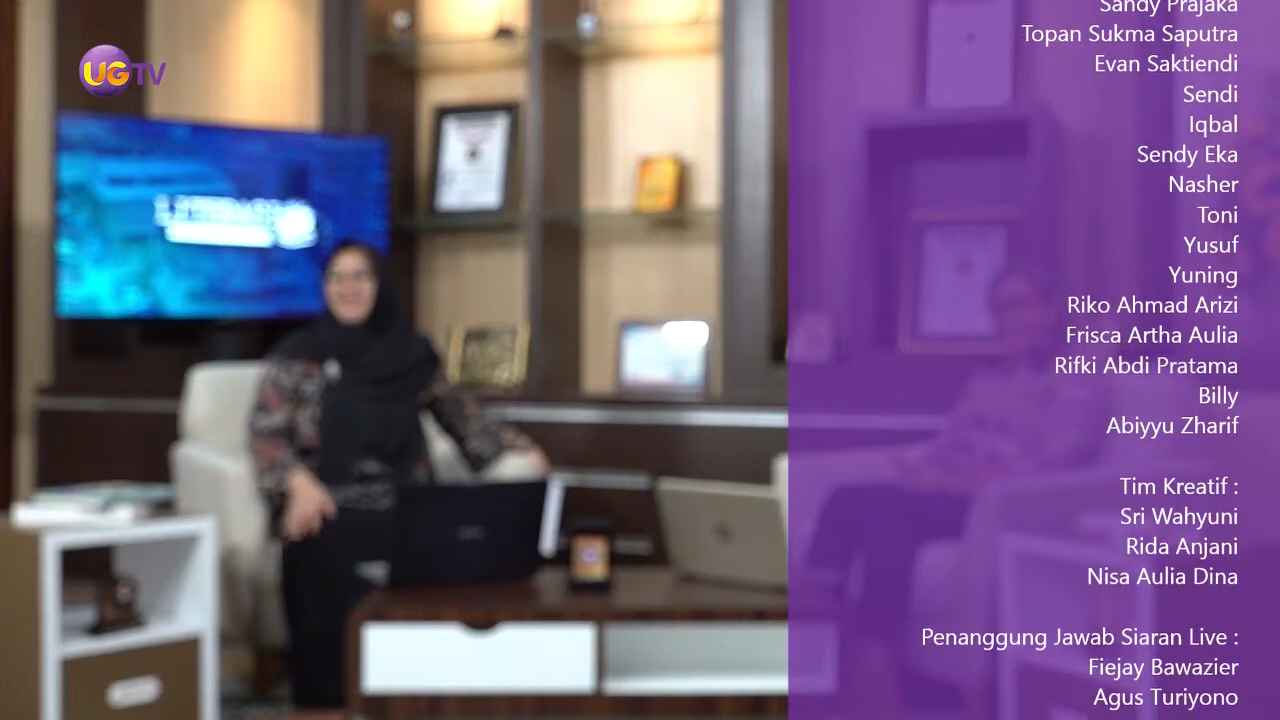 UGTV
Sandy Prajaka
Topan Sukma Saputra
Evan Saktiendi
Sendi
Iqbal
Sendy Eka
Nasher
Toni
Yusuf
Yuning
Riko Ahmad Arizi
Frisca Artha Aulia
Rifki Abdi Pratama
Billy
Abiyyu Zharif
Tim Kreatif :
Sri Wahyuni
Rida Anjani
Nisa Aulia Dina
Penanggung Jawab Siaran Live :
Fiejay Bawazier
Agus Turiyono